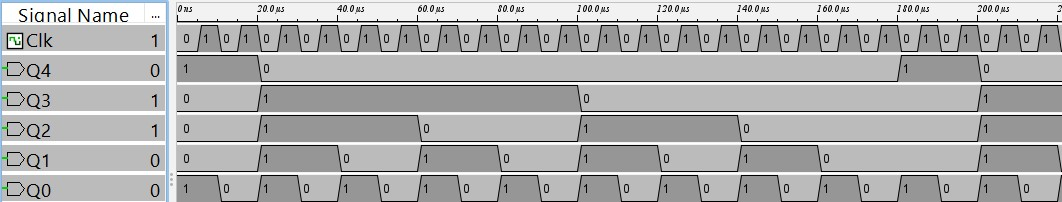 Signal Name ... 0 ns 20.0 µs 40.0 µs 60.0 µs 80.0 µs 100.0 µs 120.0 µs 140.0 µs 160.0 µs 180.0 µs 200.0 µs
Clk 1 0 1 0 1 0 1 0 1 0 1 0 1 0 1 0 1 0 1 0 1 0 1 0 1 0 1 0 1 0 1 0 1 0 1 0 1 0 1 0 1 0 1 0 1
Q4 0 1 0 1 0
Q3 1 0 1 0 1
Q2 1 0 1 0 1 0 1
Q1 0 0 1 0 1 0 1 0 1 0 1
Q0 0 1 0 1 0 1 0 1 0 1 0 1 0 1 0 1 0 1 0 1 0 1 0